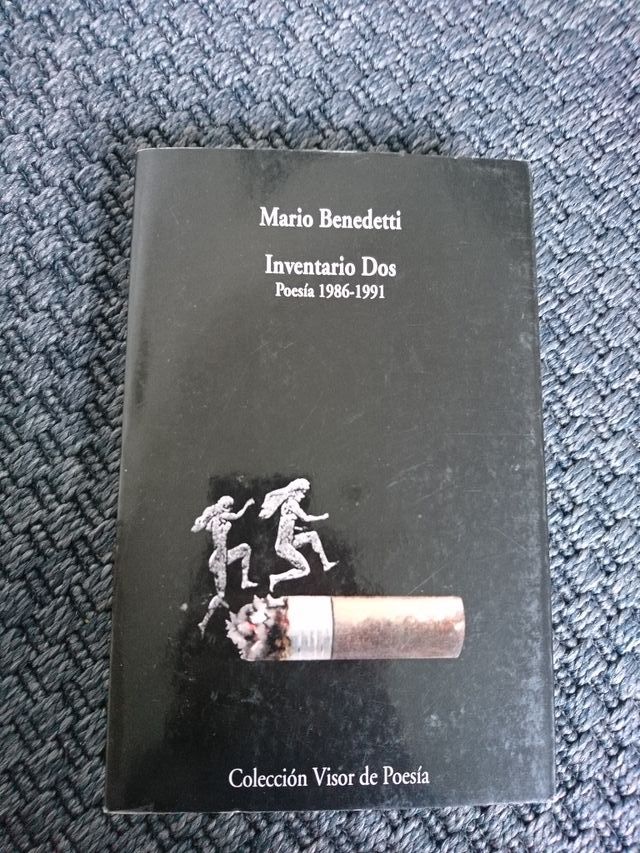 Mario Benedetti
Inventario Dos
Poesía 1986-1991
Colección Visor de Poesía